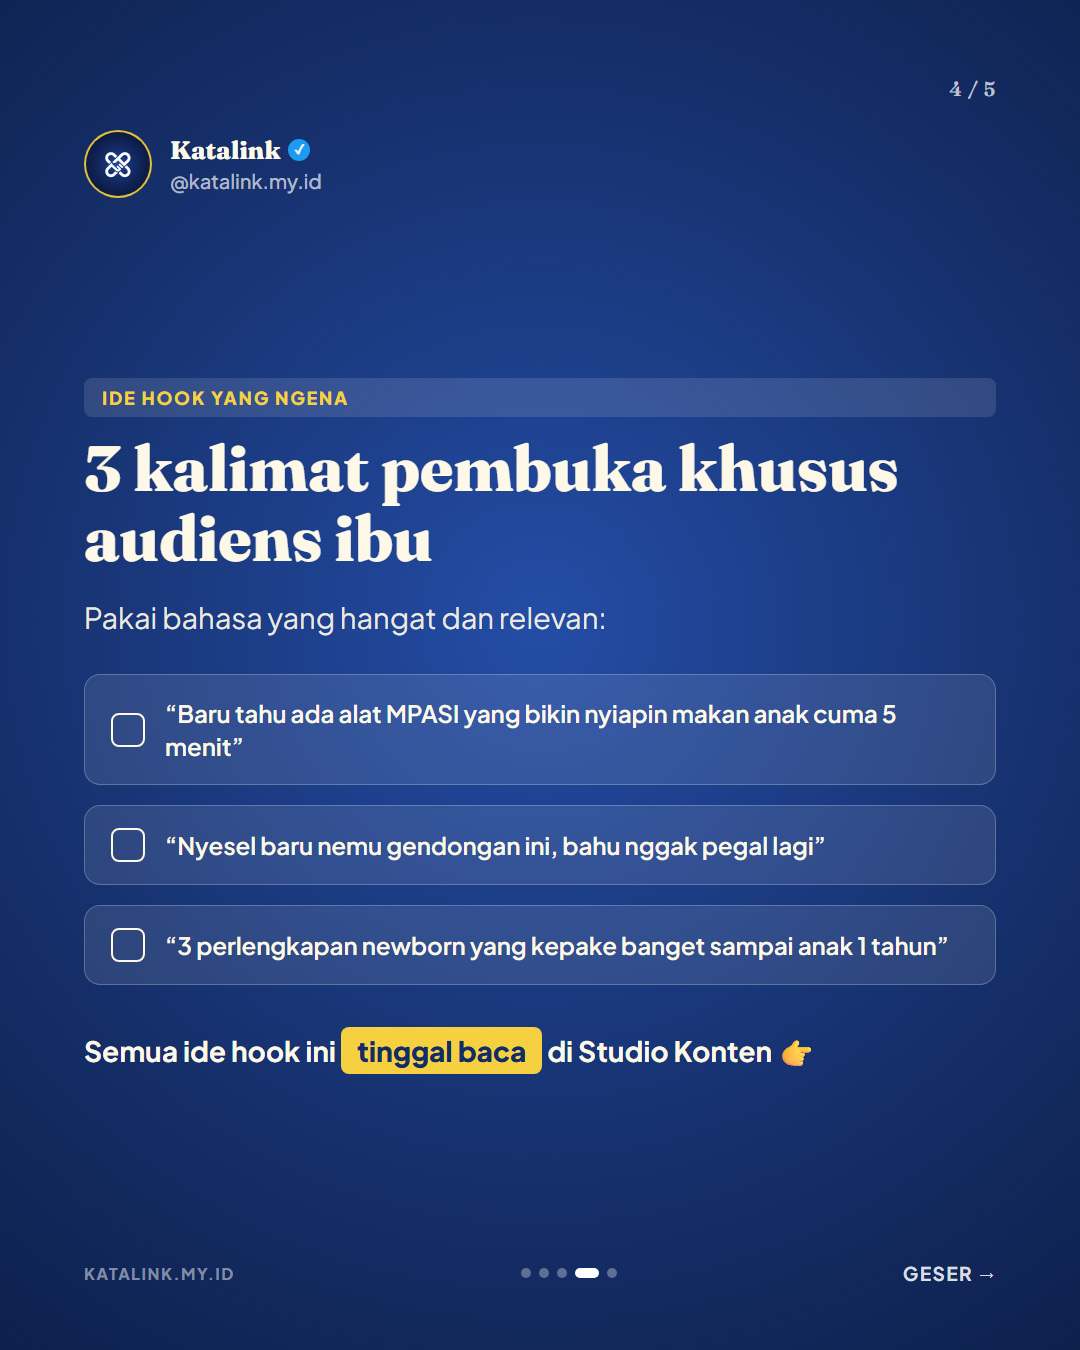 4 / 5
Katalink
@katalink.my.id
IDE HOOK YANG NGENA
3 kalimat pembuka khusus
audiens ibu
Pakai bahasa yang hangat dan relevan:
“Baru tahu ada alat MPASI yang bikin nyiapin makan anak cuma 5
menit”
“Nyesel baru nemu gendongan ini, bahu nggak pegal lagi”
“3 perlengkapan newborn yang kepake banget sampai anak 1 tahun”
Semua ide hook ini tinggal baca di Studio Konten 👉
KATALINK.MY.ID
GESER →